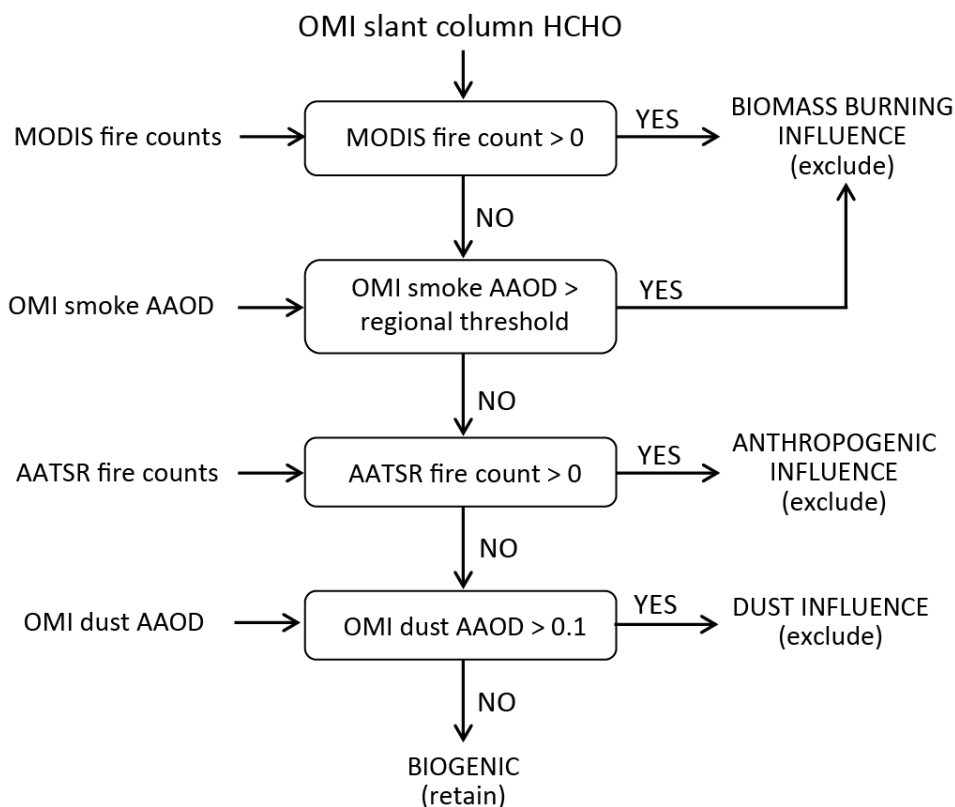 OMI slant column HCHO
MODIS fire counts
MODIS fire count > 0
YES
BIOMASS BURNING
INFLUENCE
(exclude)
NO
OMI smoke AAOD
OMI smoke AAOD >
regional threshold
YES
NO
AATSR fire counts
AATSR fire count > 0
YES
ANTHROPOGENIC
INFLUENCE
(exclude)
NO
OMI dust AAOD
OMI dust AAOD > 0.1
YES
DUST INFLUENCE
(exclude)
NO
BIOGENIC
(retain)